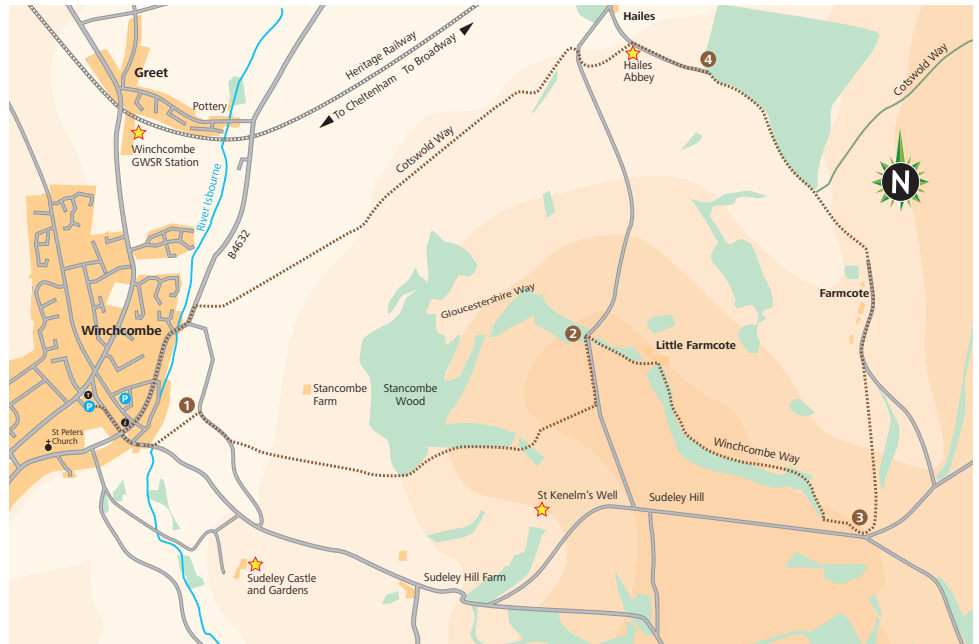 Hailes
Heritage Railway
To Cheltenham To Broadway
Hailes
Abbey
4
Cotswold Way
Greet
Pottery
Winchcombe
GWSR Station
Cotswold Way
N
River Isbourne
B4632
Gloucestershire Way
Farmcote
Winchcombe
2
Little Farmcote
Stancombe
Farm
Stancombe
Wood
T
P
P
1
i
St Peters
Church
Winchcombe Way
St Kenelm's Well
Sudeley Hill
3
Sudeley Castle
and Gardens
Sudeley Hill Farm